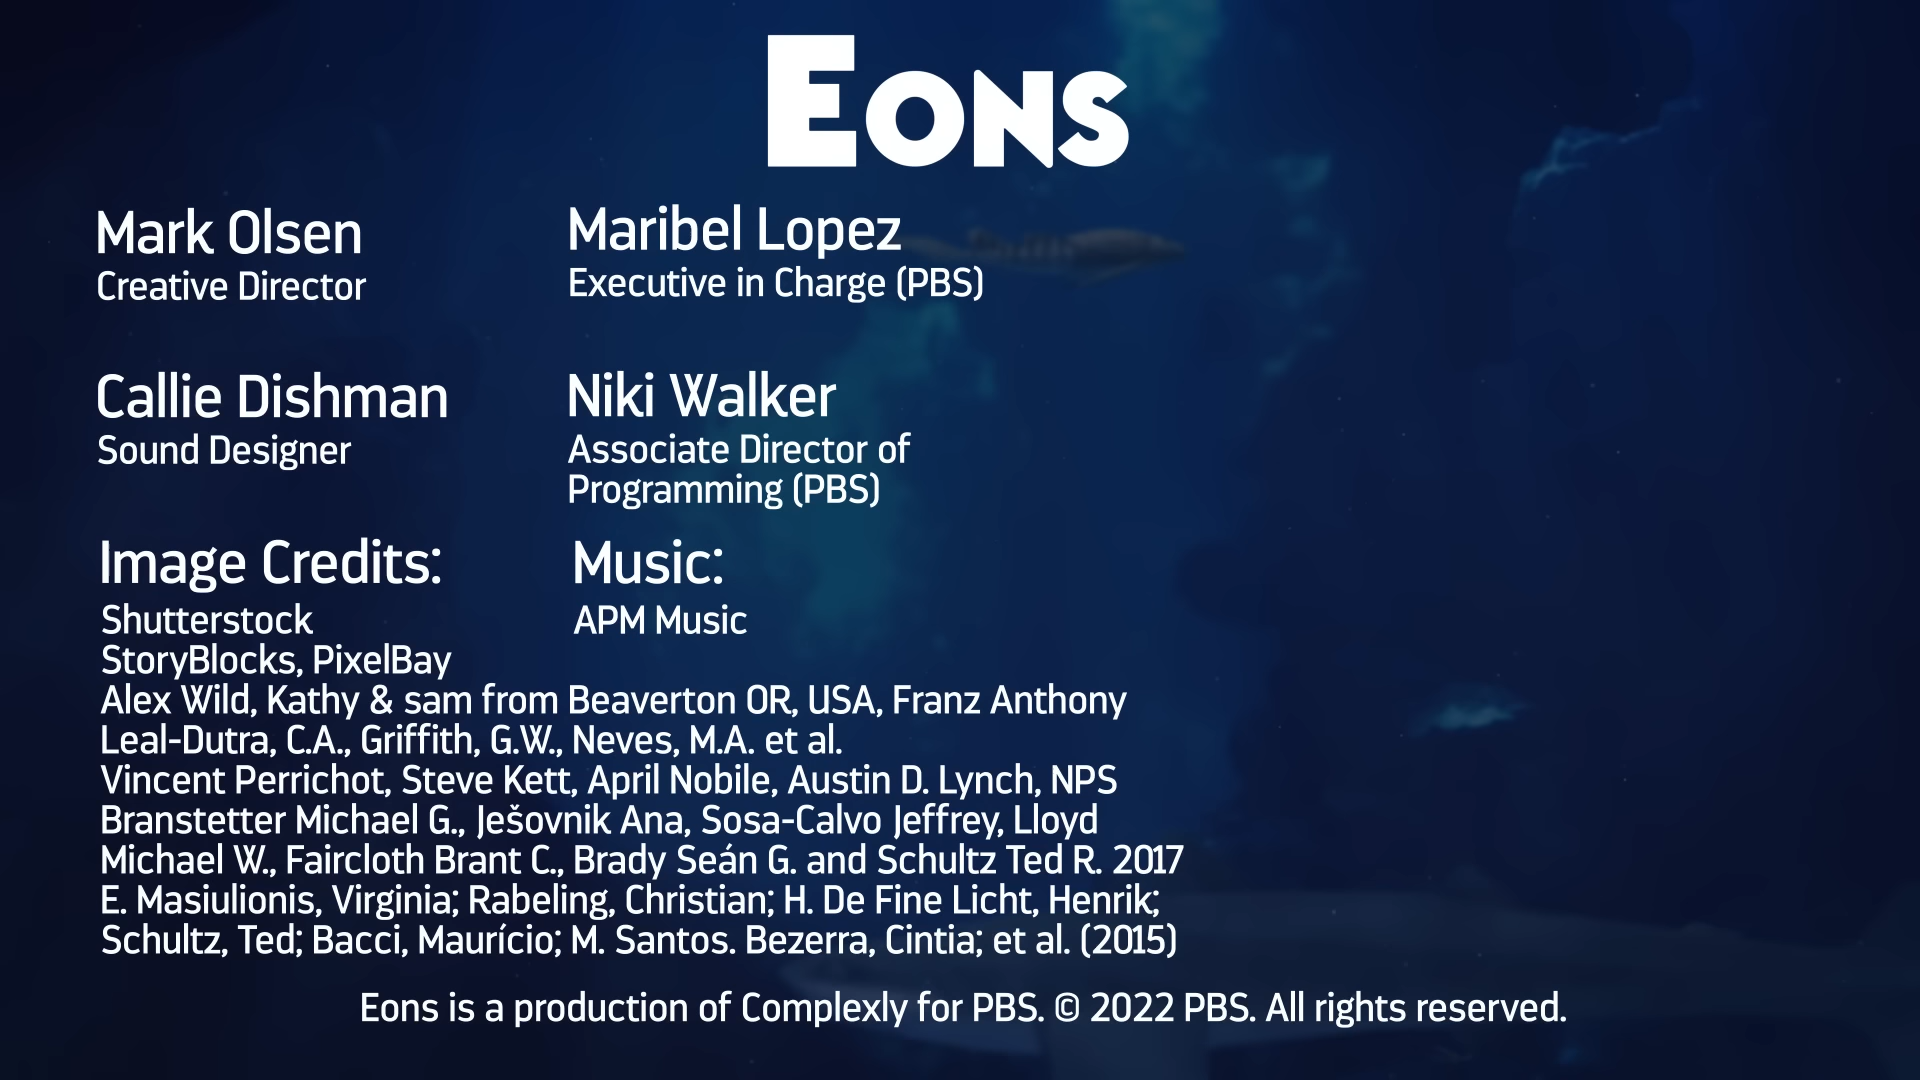 Eons
Mark Olsen
Creative Director
Maribel Lopez
Executive in Charge (PBS)
Callie Dishman
Sound Designer
Niki Walker
Associate Director of
Programming (PBS)
Image Credits:
Shutterstock
StoryBlocks, PixelBay
Music:
APM Music
Alex Wild, Kathy & sam from Beaverton OR, USA, Franz Anthony
Leal-Dutra, C.A., Griffith, G.W., Neves, M.A. et al.
Vincent Perrichot, Steve Kett, April Nobile, Austin D. Lynch, NPS
Branstetter Michael G., Ješovnik Ana, Sosa-Calvo Jeffrey, Lloyd
Michael W., Faircloth Brant C., Brady Seán G. and Schultz Ted R. 2017
E. Masiulionis, Virginia; Rabeling, Christian; H. De Fine Licht, Henrik;
Schultz, Ted; Bacci, Maurício; M. Santos. Bezerra, Cintia; et al. (2015)
Eons is a production of Complexly for PBS. © 2022 PBS. All rights reserved.